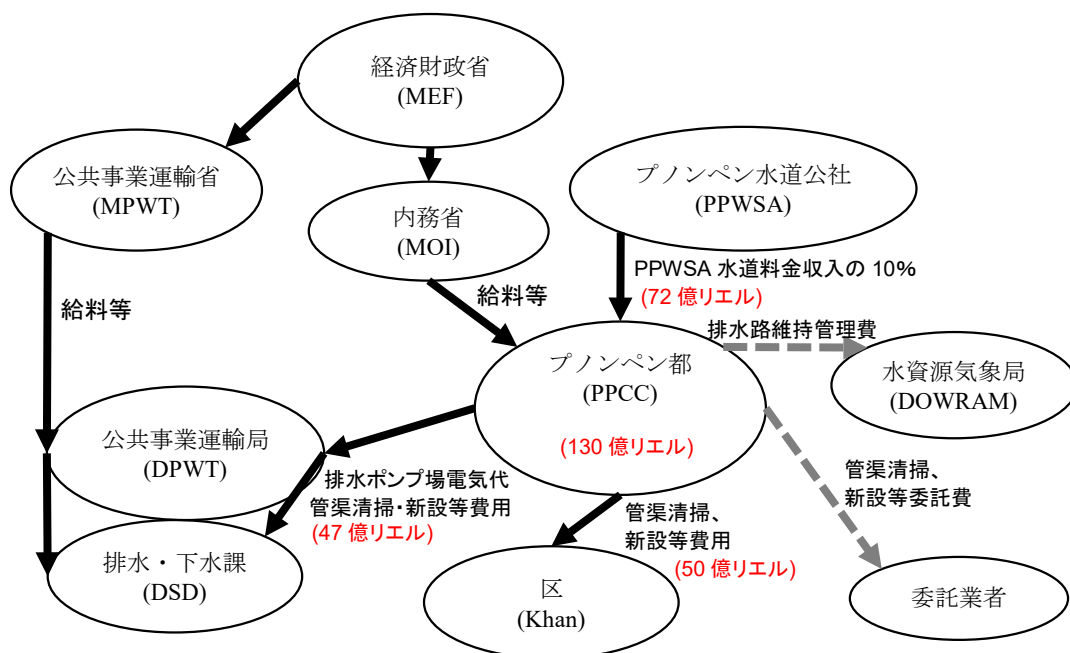 経済財政省
(MEF)
公共事業運輸省
(MPWT)
プノンペン水道公社
(PPWSA)
内務省
(MOI)
PPWSA 水道料金収入の 10%
(72 億リエル)
給料等
給料等
排水路維持管理費
プノンペン都
(PPCC)
(130 億リエル)
水資源気象局
(DOWRAM)
公共事業運輸局
(DPWT)
排水ポンプ場電気代
管渠清掃・新設等費用
(47 億リエル)
管渠清掃、
新設等委託費
管渠清掃、
新設等費用
(50 億リエル)
排水・下水課
(DSD)
区
(Khan)
委託業者